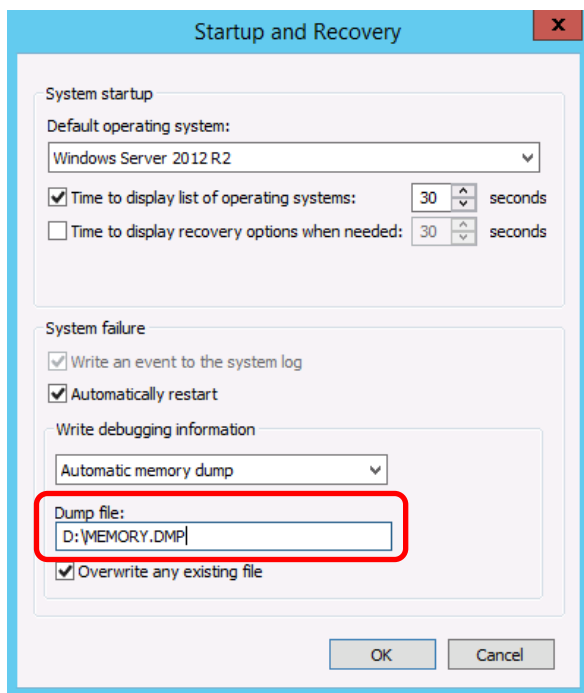 Startup and Recovery
x
System startup
Default operating system:
Windows Server 2012 R2
Time to display list of operating systems: 30 seconds
Time to display recovery options when needed: 30 seconds
System failure
Write an event to the system log
Automatically restart
Write debugging information
Automatic memory dump
Dump file:
D:\MEMORY.DMP
Overwrite any existing file
OK Cancel